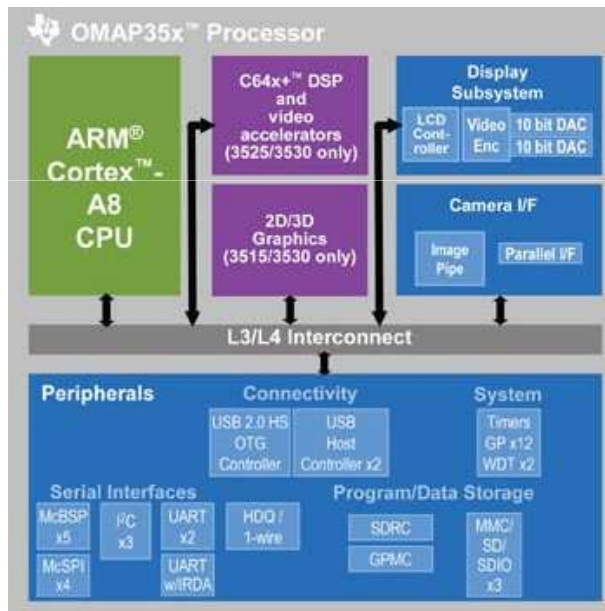 OMAP35x™ Processor
ARM®
Cortex™-
A8
CPU
C64x+™ DSP
and
video
accelerators
(3525/3530 only)
2D/3D
Graphics
(3515/3530 only)
Display
Subsystem
LCD
Cont-
roller
Video
Enc
10 bit DAC
10 bit DAC
Camera I/F
Image
Pipe
Parallel I/F
L3/L4 Interconnect
Peripherals
Connectivity
USB 2.0 HS
OTG
Controller
USB
Host
Controller x2
System
Timers
GP x12
WDT x2
Serial Interfaces
McBSP
x5
McSPI
x4
I²C
x3
UART
x2
UART
w/IRDA
HDQ /
1-wire
Program/Data Storage
SDRC
GPMC
MMC/
SD/
SDIO
x3